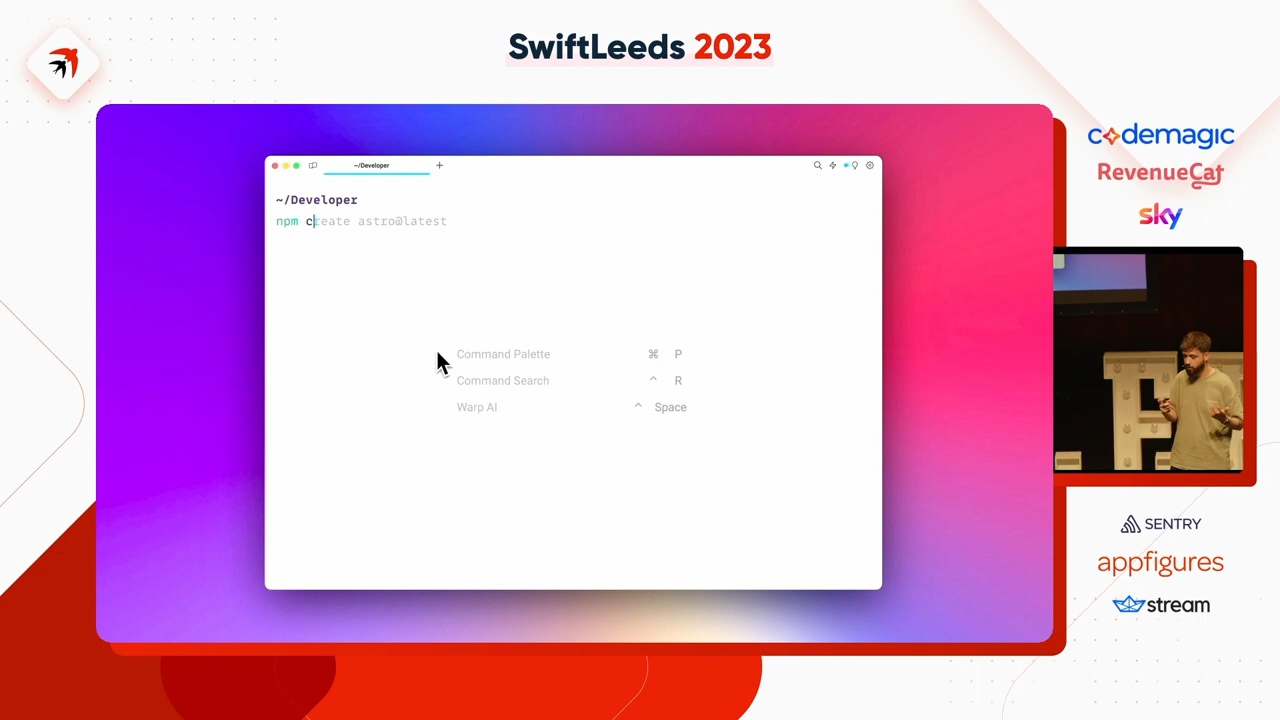 SwiftLeeds 2023
codemagic
RevenueCat
sky
~/Developer
~/Developer
npm create astro@latest
Command Palette ⌘ P
Command Search ^ R
Warp AI ^ Space
SENTRY
appfigures
stream